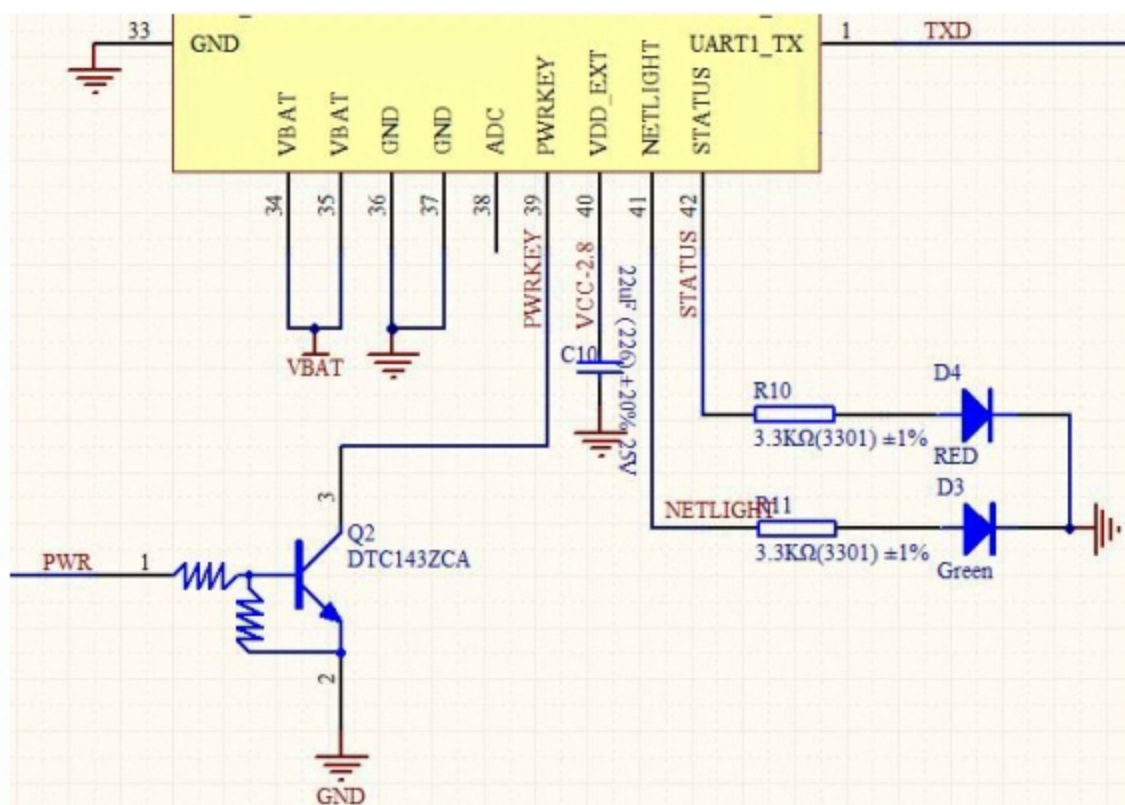 33
GND
UART1_TX
1
TXD
VBAT
VBAT
GND
GND
ADC
PWRKEY
VDD_EXT
NETLIGHT
STATUS
34
35
36
37
38
39
40
41
42
PWRKEY
VCC-2.8
STATUS
22uF (226) ±20% 25V
C10
VBAT
R10
3.3KΩ(3301) ±1%
D4
RED
NETLIGHT
R11
3.3KΩ(3301) ±1%
D3
Green
3
Q2
DTC143ZCA
PWR
1
2
GND